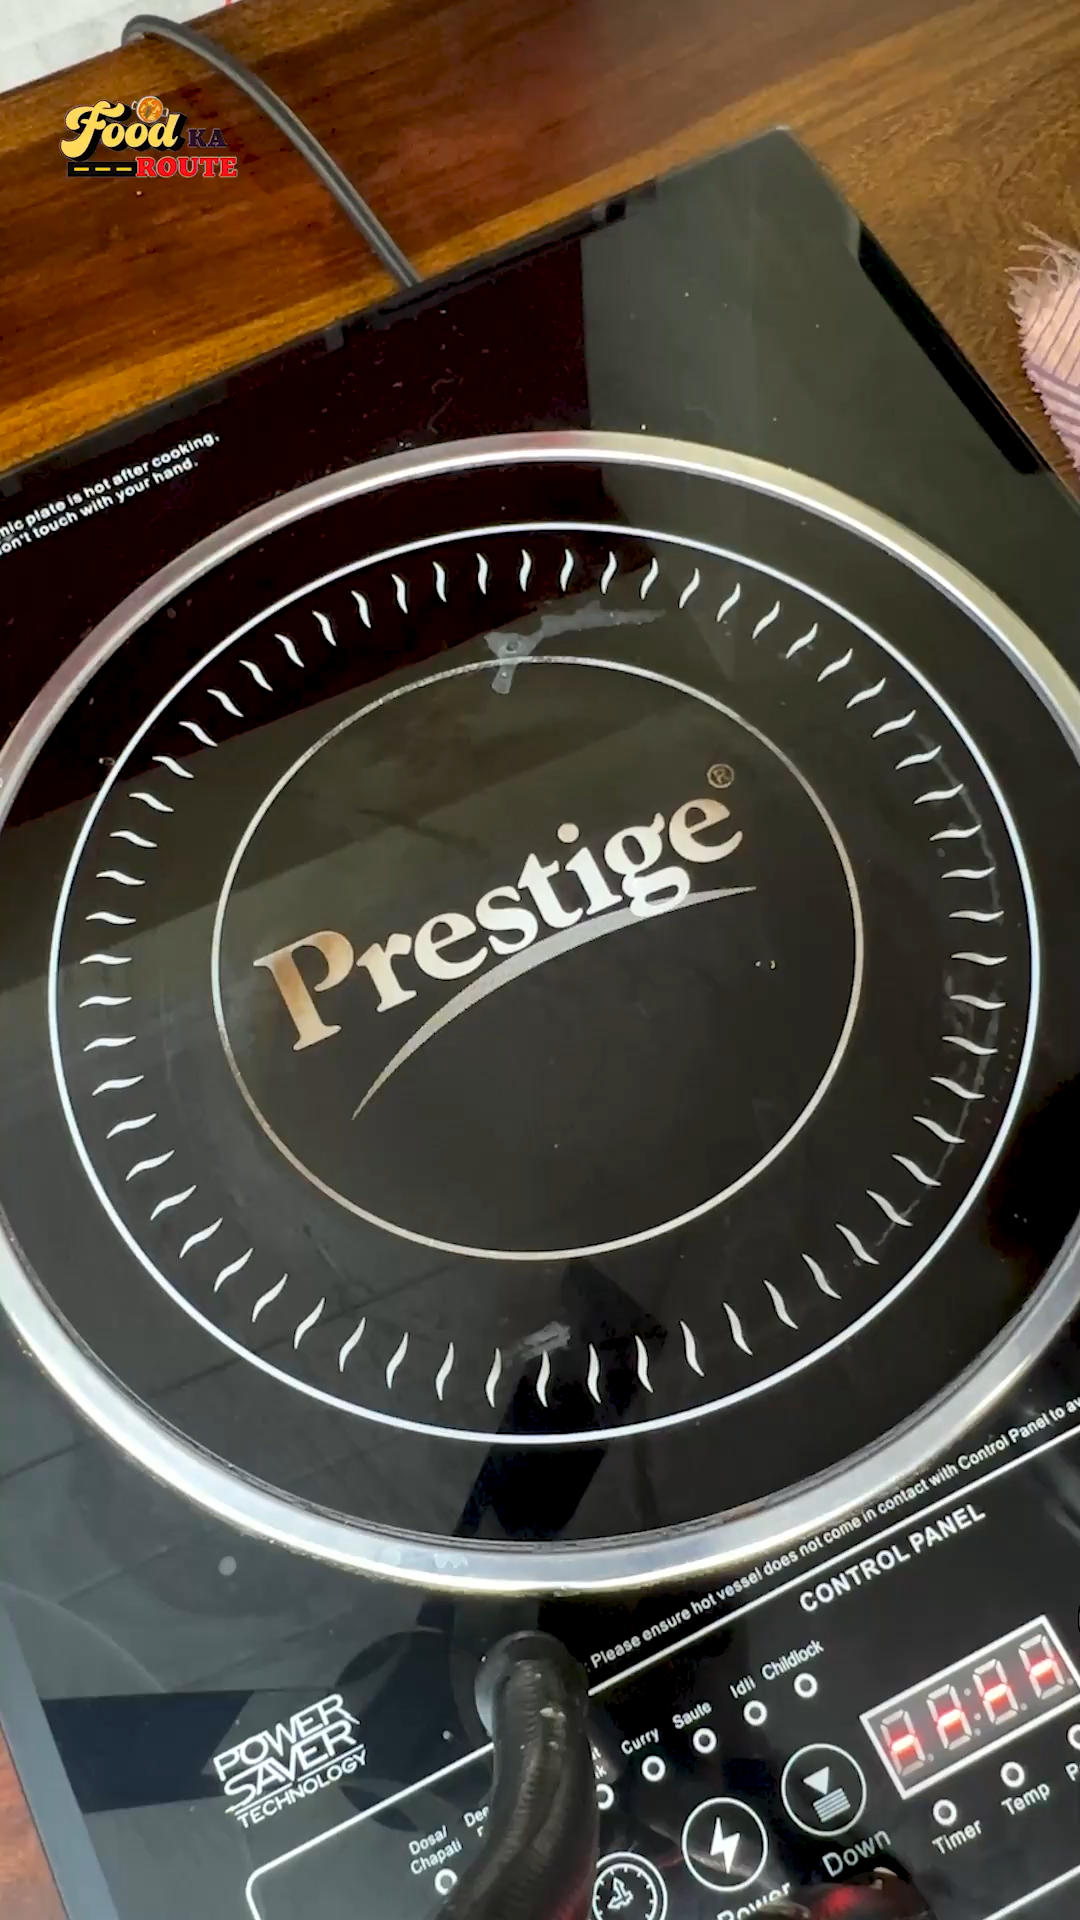 Food KA
ROUTE
mic plate is hot after cooking,
on't touch with your hand.
Prestige®
Please ensure hot vessel does not come in contact with Control Panel to av
CONTROL PANEL
POWER
SAVER
TECHNOLOGY
Dosa/
Chapati
Dee
Curry
Saute
Idli
Childlock
Power
Down
Timer
Temp